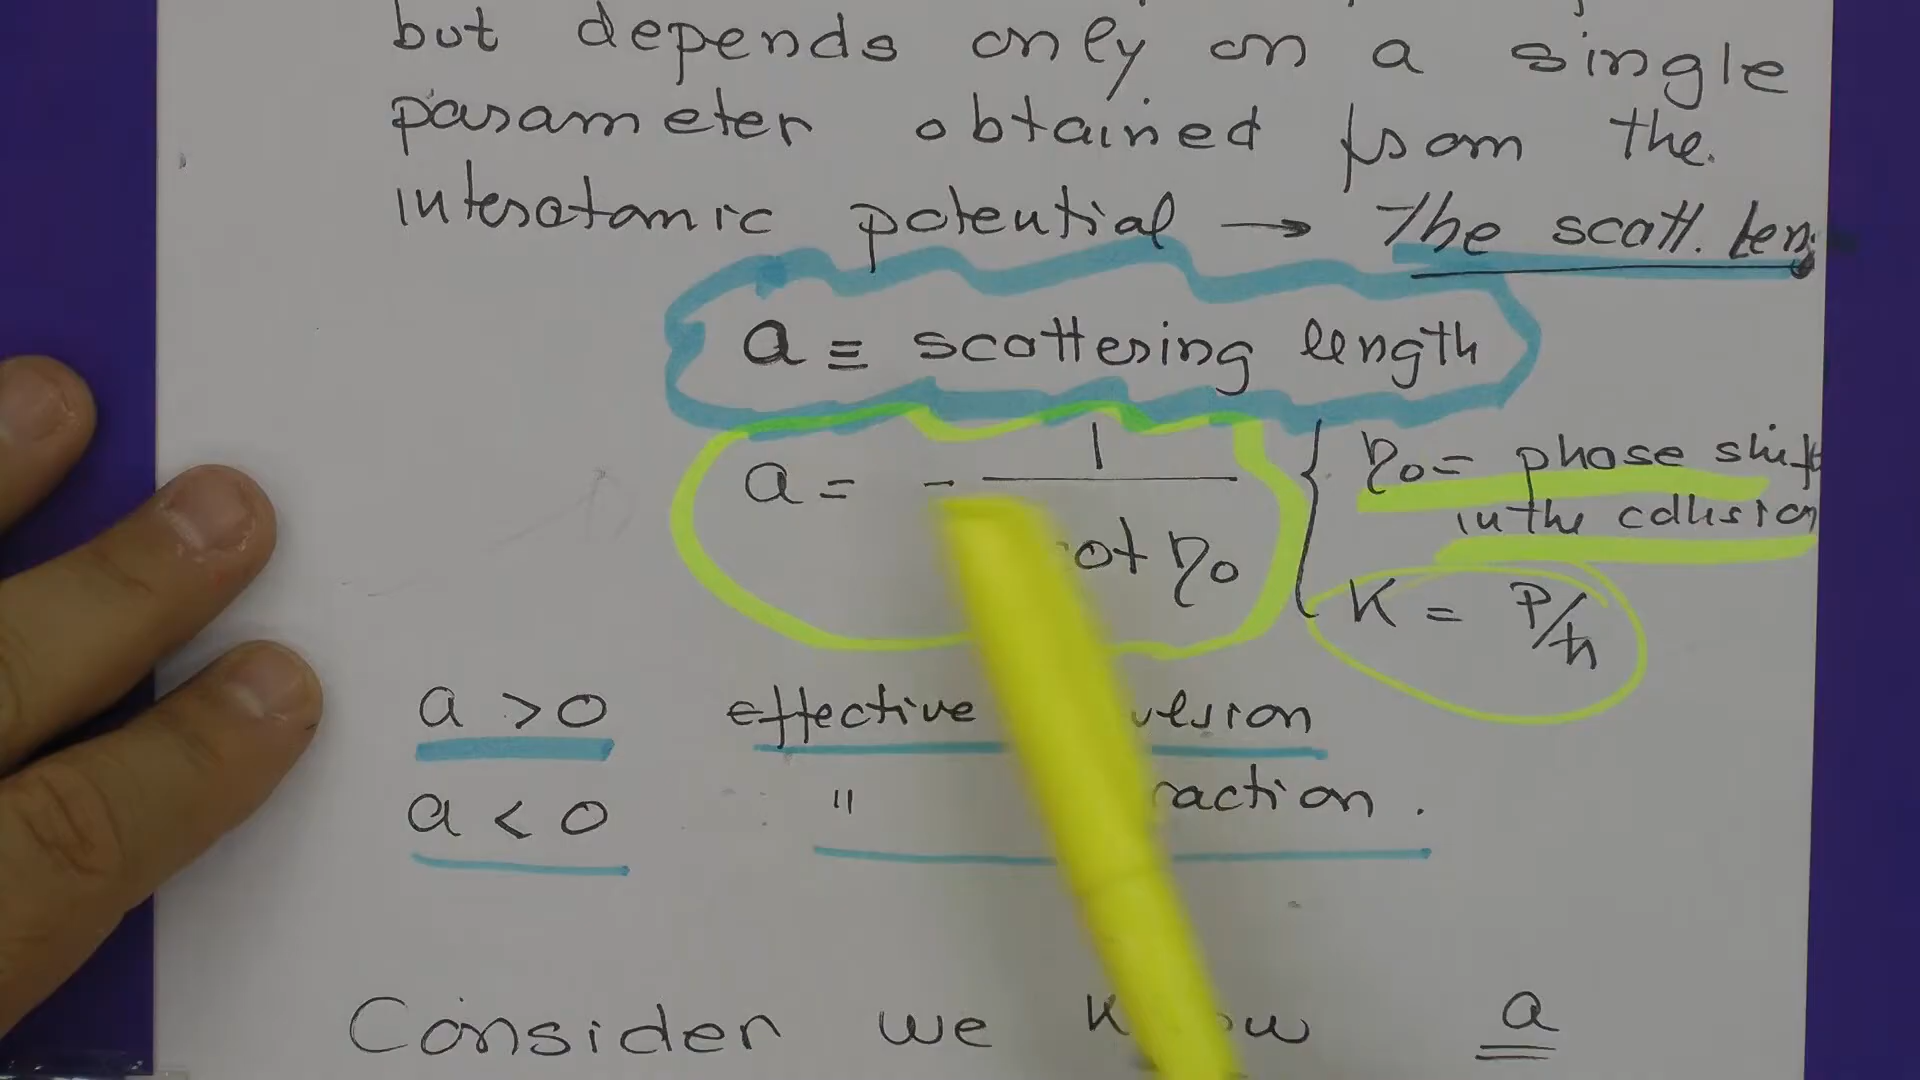 but depends only on a single
parameter obtained from the
interatomic potential → The scatt. len
a ≡ scattering length
a = - 1 / ot η₀
η₀ = phase shift
in the collision
K = P/ħ
a > 0 effective ulsion
a < 0 " raction.
Consider we a